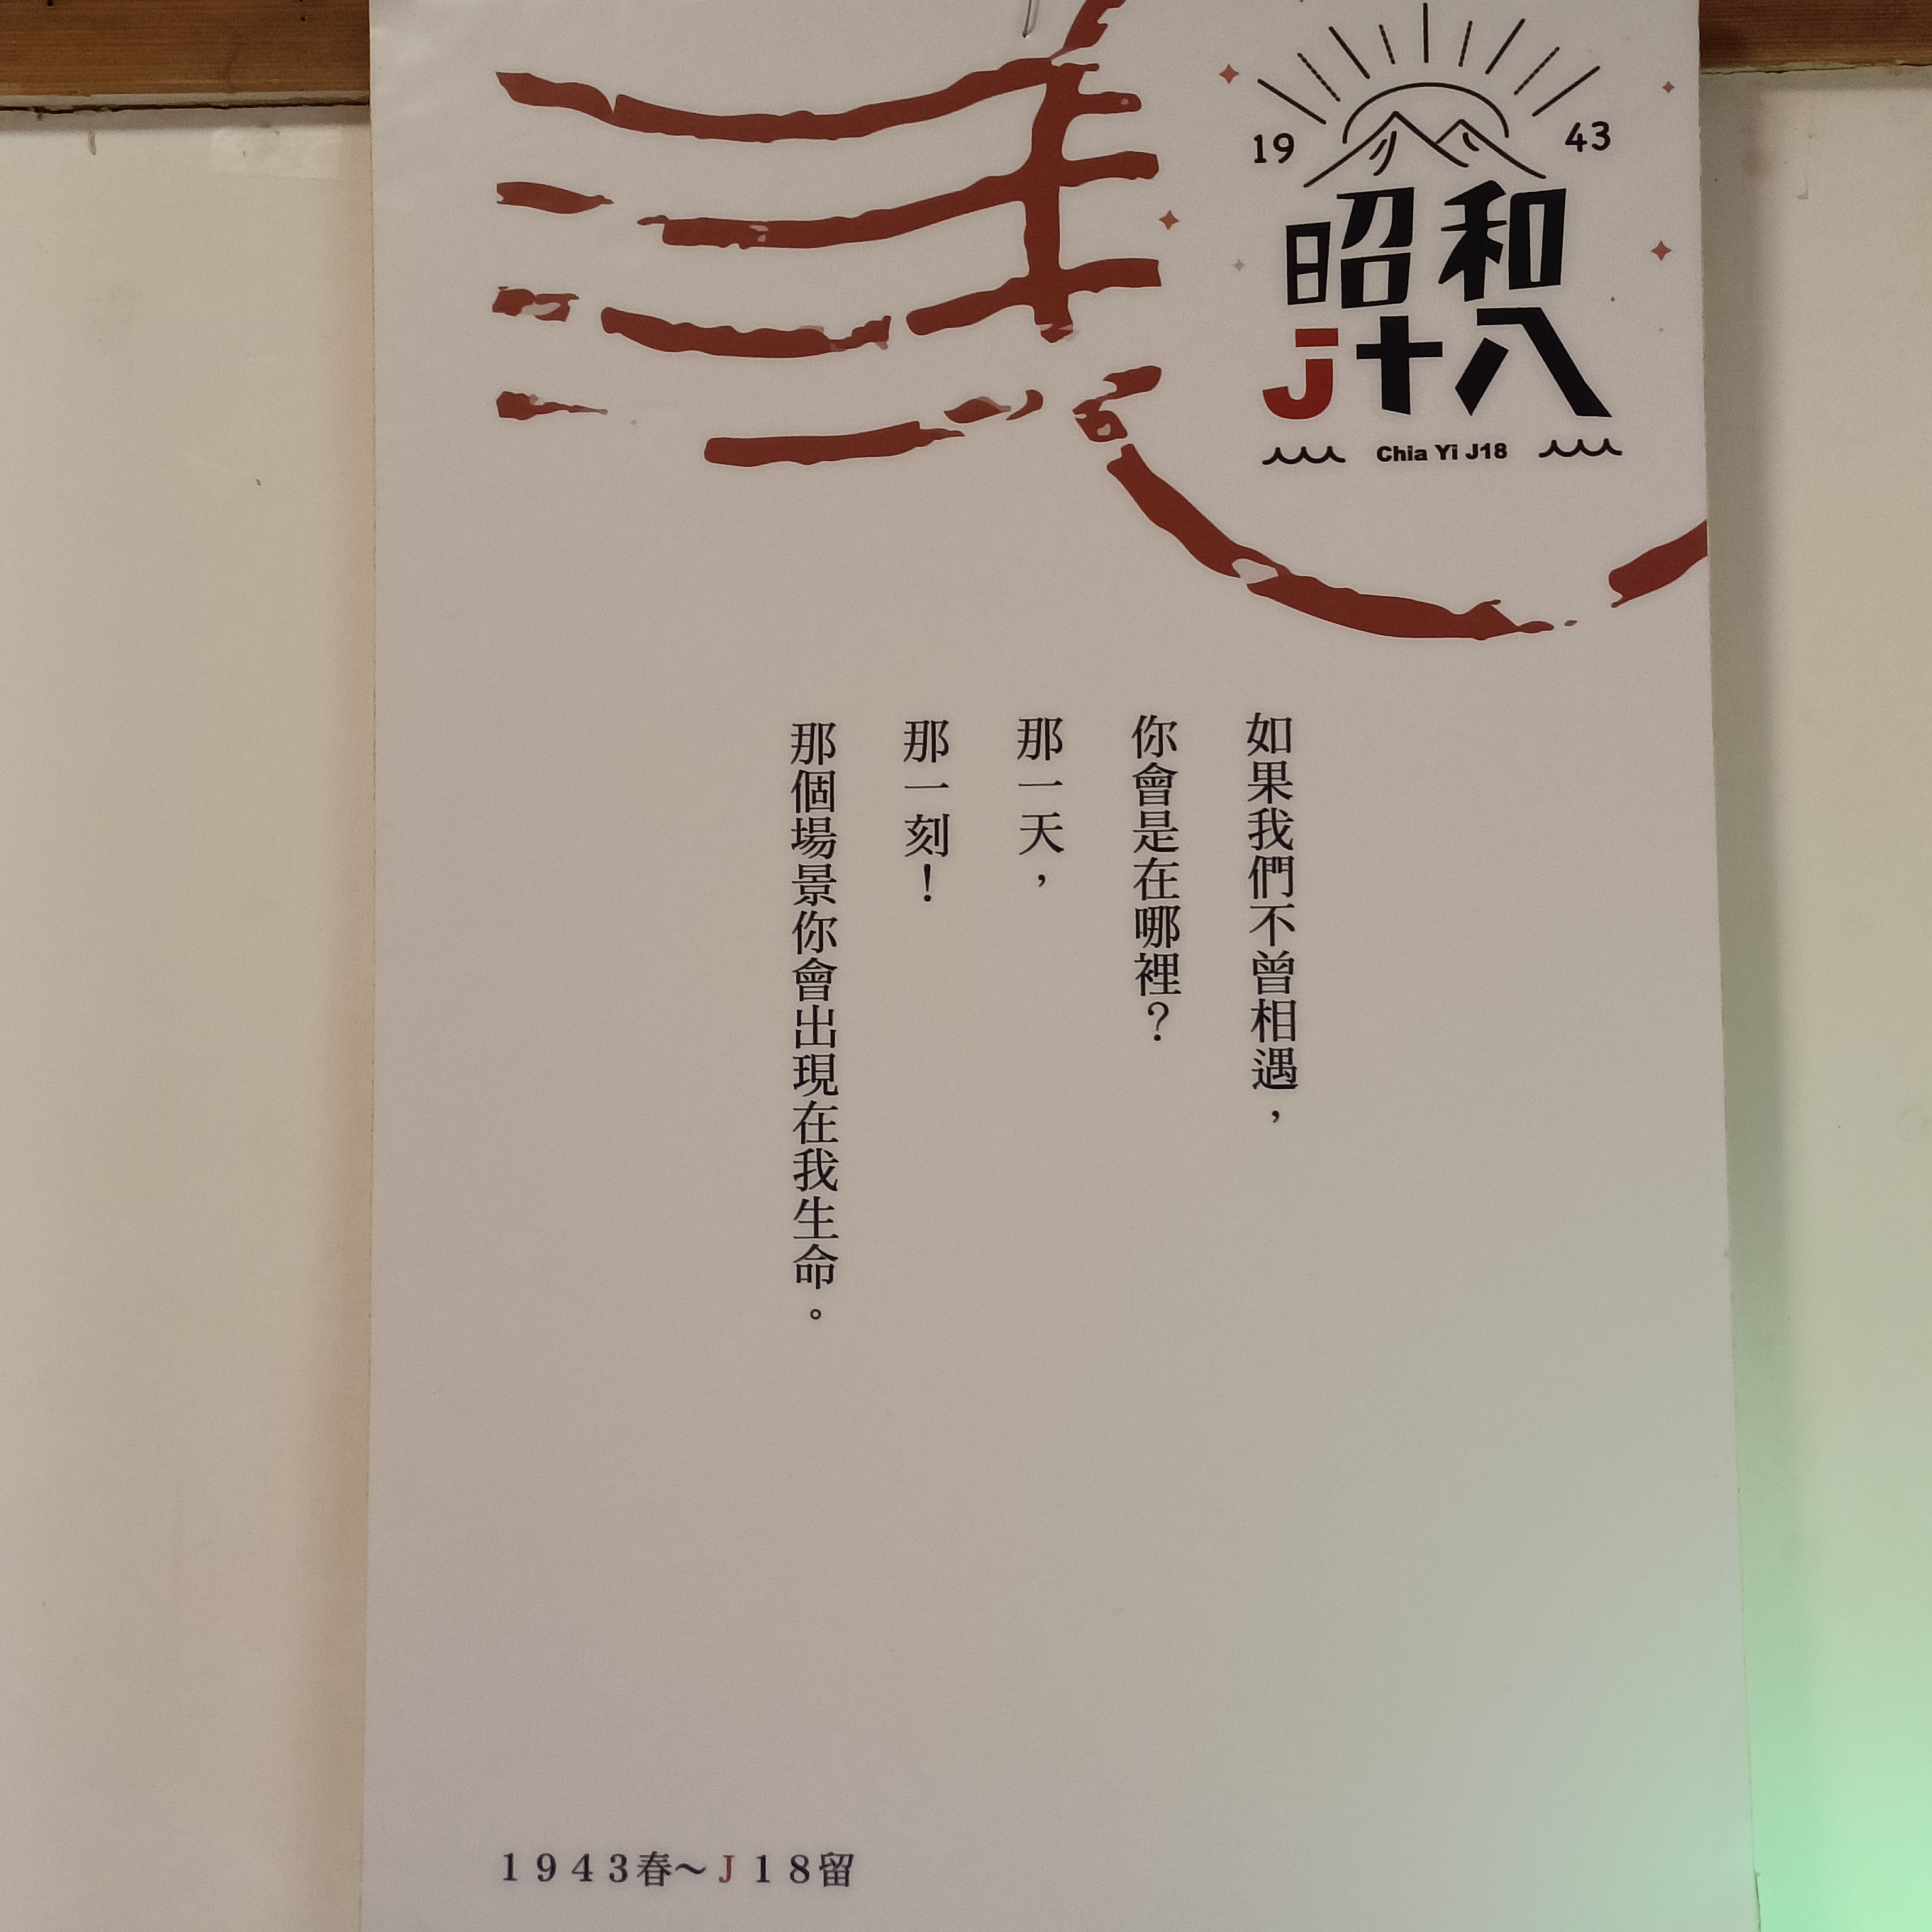 19 43
昭和
J十八
Chia Yi J18
如果我們不曾相遇，
你會是在哪裡？
那一天，
那一刻！
那個場景你會出現在我生命。
1943春～J18留